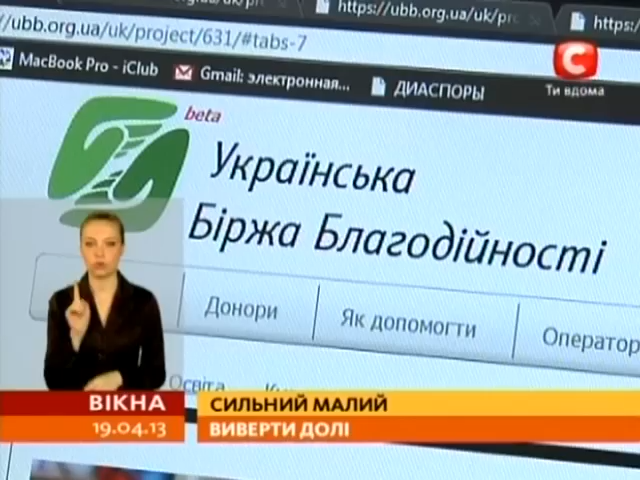 https://ubb.org.ua/uk/pr
https:/
/ubb.org.ua/uk/project/631/#tabs-7
MacBook Pro - iClub
Gmail: электронная...
ДИАСПОРЫ
Ти вдома
beta
Українська
Біржа Благодійності
Донори
Як допомогти
Оператор
Освіта
ВІКНА
СИЛЬНИЙ МАЛИЙ
19.04.13
ВИВЕРТИ ДОЛІ